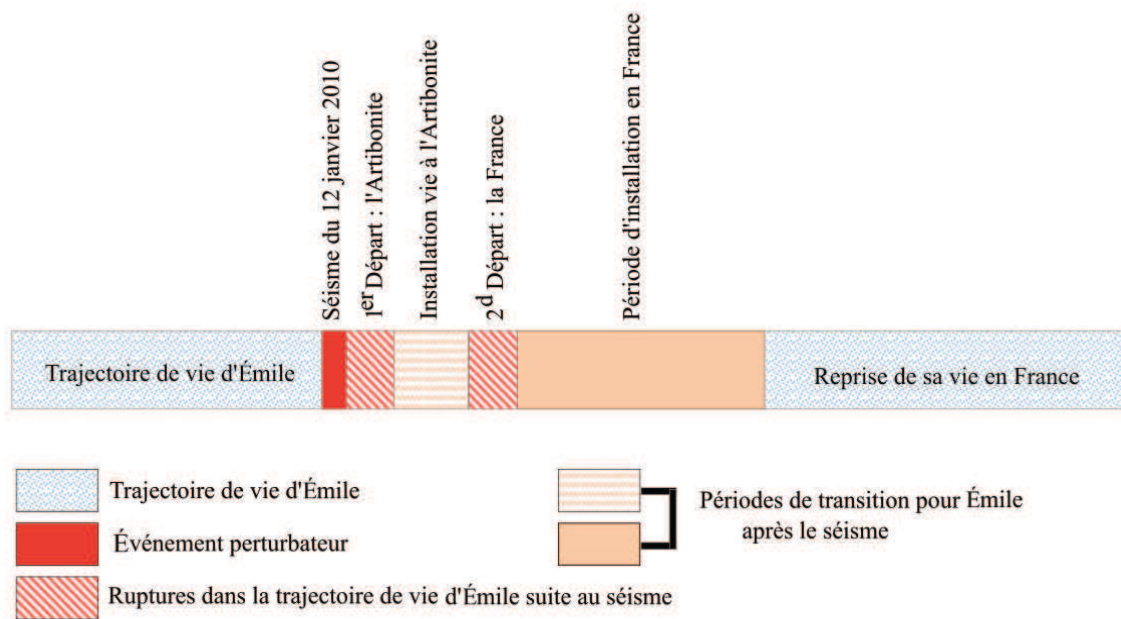 Séisme du 12 janvier 2010
1er Départ : l'Artibonite
Installation vie à l'Artibonite
2d Départ : la France
Période d'installation en France
Trajectoire de vie d'Émile
Reprise de sa vie en France
Trajectoire de vie d'Émile
Événement perturbateur
Ruptures dans la trajectoire de vie d'Émile suite au séisme
Périodes de transition pour Émile
après le séisme